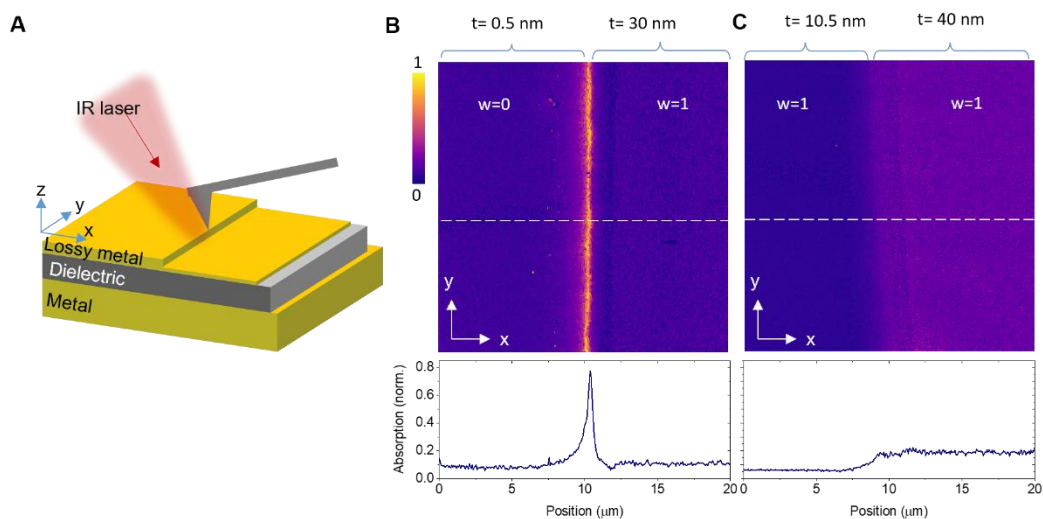 A
IR laser
z
y
x
Lossy metal
Dielectric
Metal
B
t= 0.5 nm
t= 30 nm
1
0
w=0
w=1
y
x
Absorption (norm.)
0.8
0.6
0.4
0.2
0.0
0
5
10
15
20
Position (μm)
C
t= 10.5 nm
t= 40 nm
w=1
w=1
y
x
0
5
10
15
20
Position (μm)